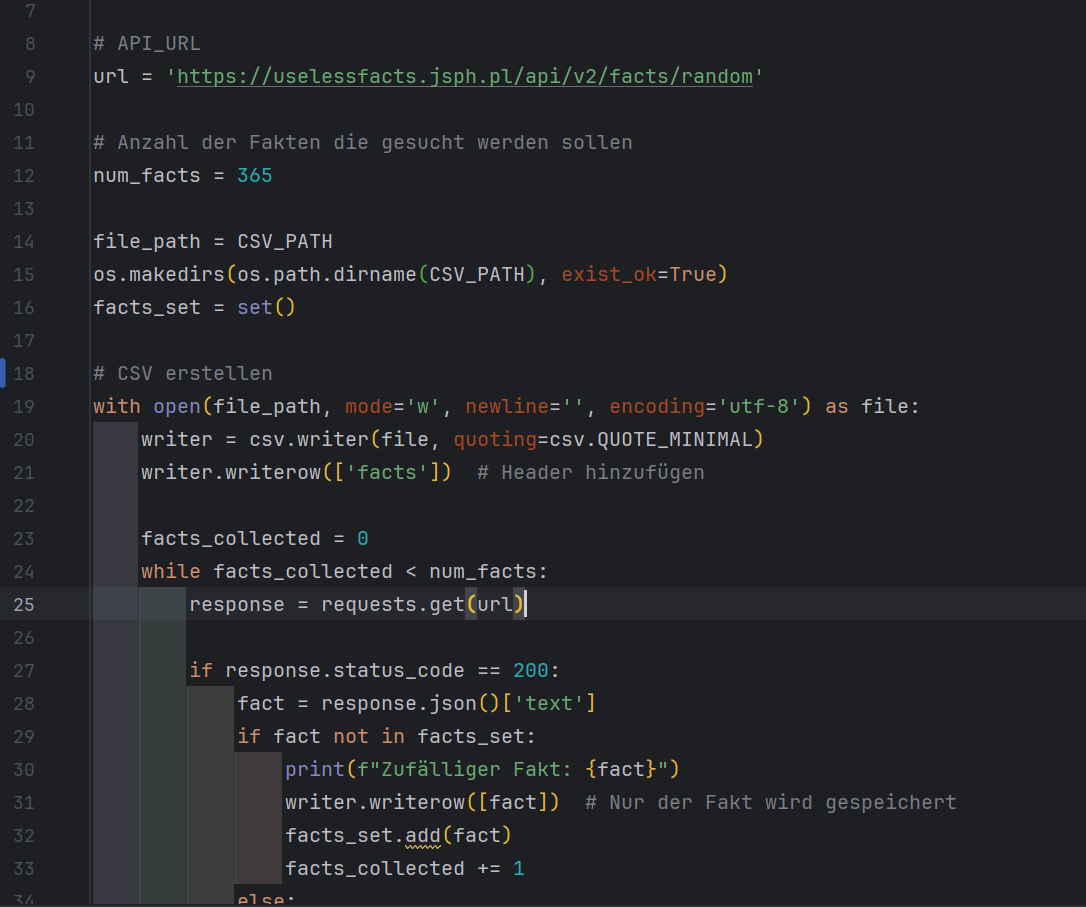 7
8 # API_URL
9 url = 'https://uselessfacts.jsph.pl/api/v2/facts/random'
10
11 # Anzahl der Fakten die gesucht werden sollen
12 num_facts = 365
13
14 file_path = CSV_PATH
15 os.makedirs(os.path.dirname(CSV_PATH), exist_ok=True)
16 facts_set = set()
17
18 # CSV erstellen
19 with open(file_path, mode='w', newline='', encoding='utf-8') as file:
20     writer = csv.writer(file, quoting=csv.QUOTE_MINIMAL)
21     writer.writerow(['facts'])  # Header hinzufügen
22
23     facts_collected = 0
24     while facts_collected < num_facts:
25         response = requests.get(url)
26
27         if response.status_code == 200:
28             fact = response.json()['text']
29             if fact not in facts_set:
30                 print(f"Zufälliger Fakt: {fact}")
31                 writer.writerow([fact])  # Nur der Fakt wird gespeichert
32                 facts_set.add(fact)
33                 facts_collected += 1
34             else: